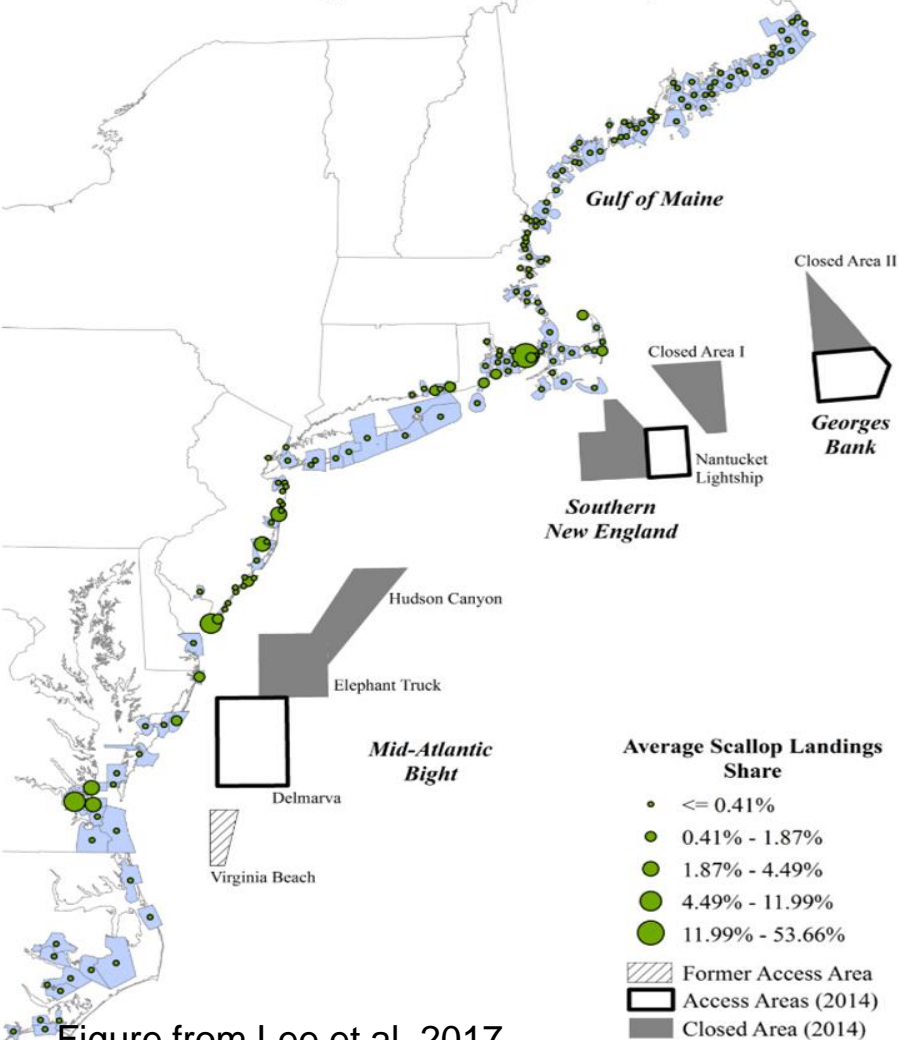 Gulf of Maine
Closed Area II
Closed Area I
Georges
Bank
Nantucket
Lightship
Southern
New England
Hudson Canyon
Elephant Truck
Mid-Atlantic
Bight
Delmarva
Virginia Beach
Average Scallop Landings
Share
<= 0.41%
0.41% - 1.87%
1.87% - 4.49%
4.49% - 11.99%
11.99% - 53.66%
Former Access Area
Access Areas (2014)
Closed Area (2014)
Figure from Lee et al. 2017